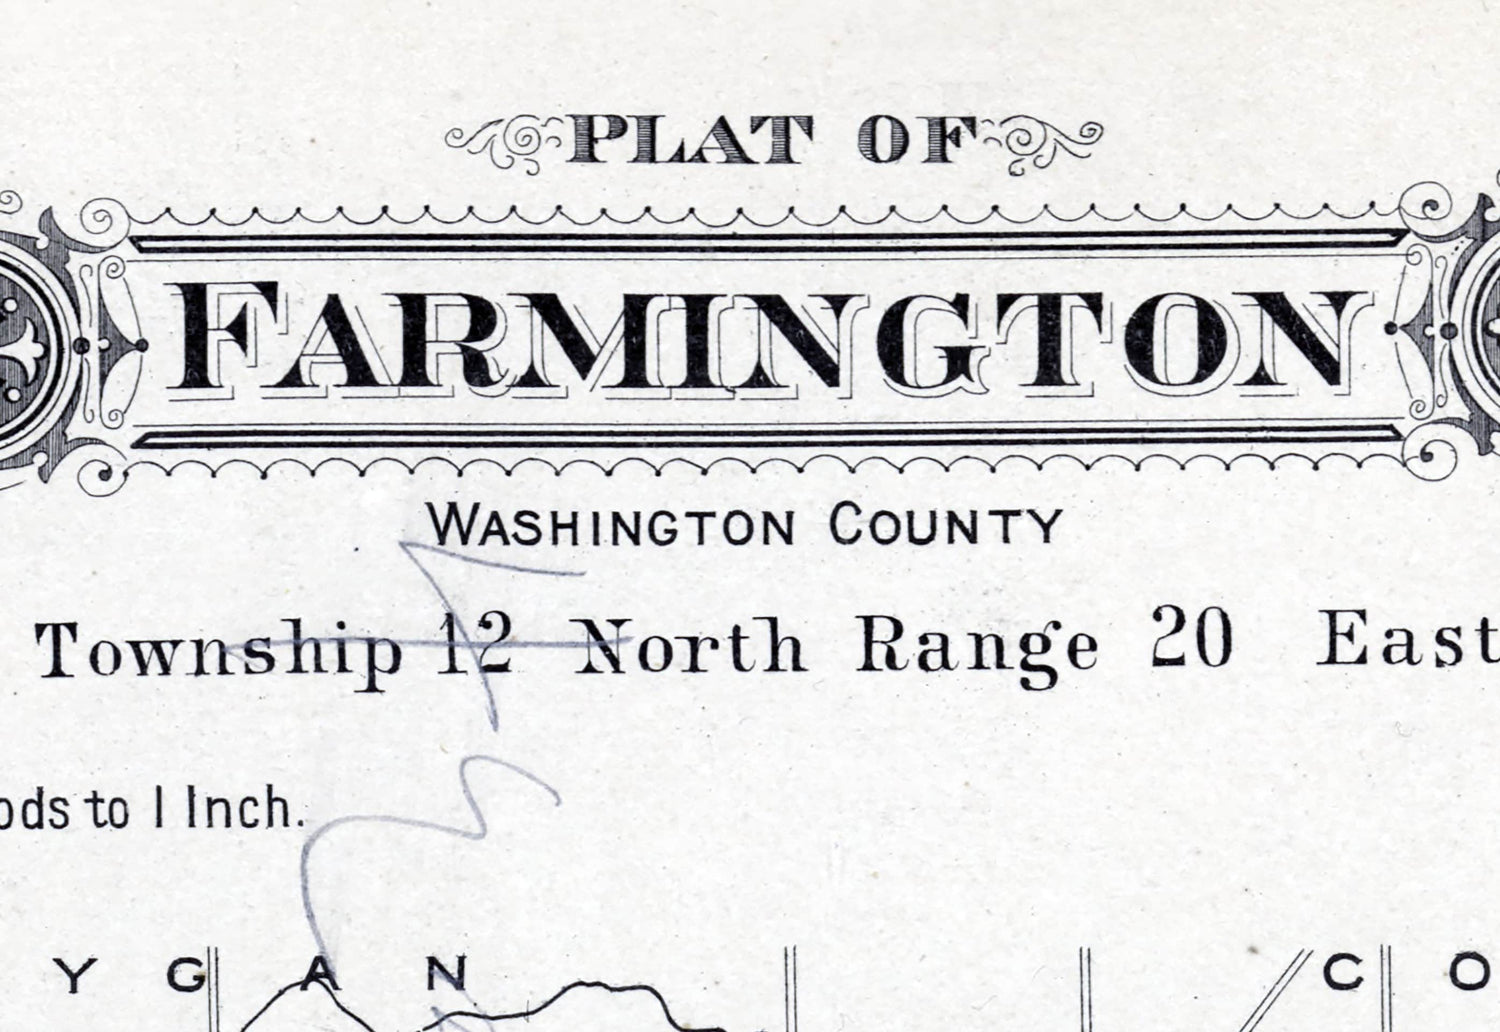 PLAT OF
FARMINGTON
WASHINGTON COUNTY
Township 12 North Range 20 East
ods to 1 Inch.
Y G A N C O